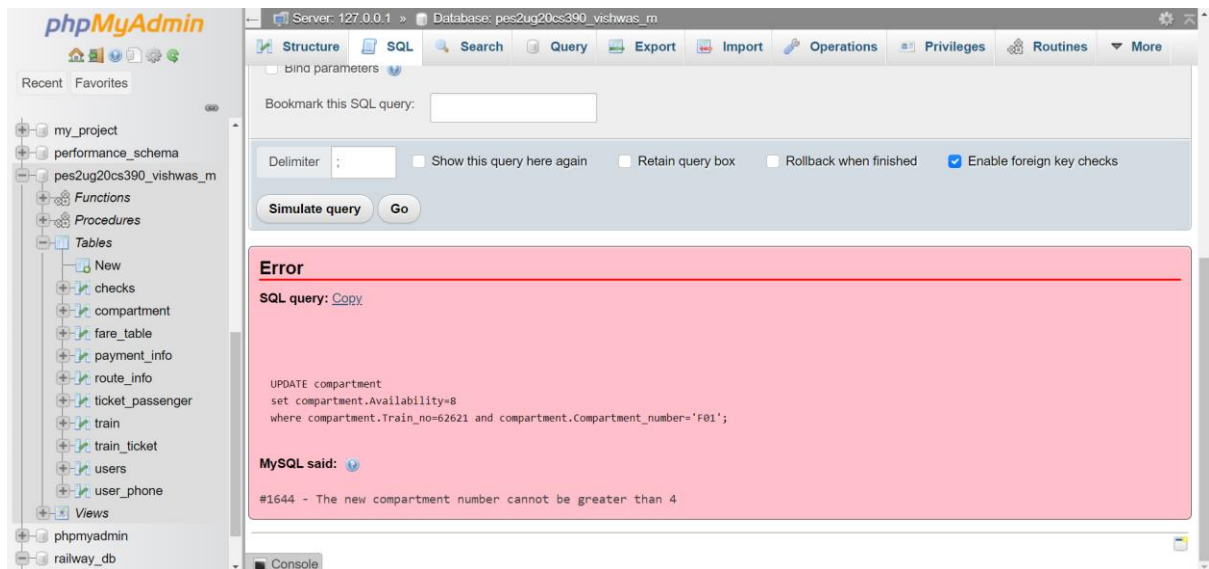 phpMyAdmin
Recent Favorites
my_project
performance_schema
pes2ug20cs390_vishwas_m
Functions
Procedures
Tables
New
checks
compartment
fare_table
payment_info
route_info
ticket_passenger
train
train_ticket
users
user_phone
Views
phpmyadmin
railway_db
Server: 127.0.0.1 » Database: pes2ug20cs390_vishwas_m
Structure SQL Search Query Export Import Operations Privileges Routines More
Bind parameters
Bookmark this SQL query:
Delimiter ; Show this query here again Retain query box Rollback when finished Enable foreign key checks
Simulate query Go
Error
SQL query: Copy
UPDATE compartment
set compartment.Availability=8
where compartment.Train_no=62621 and compartment.Compartment_number='F01';
MySQL said:
#1644 - The new compartment number cannot be greater than 4
Console